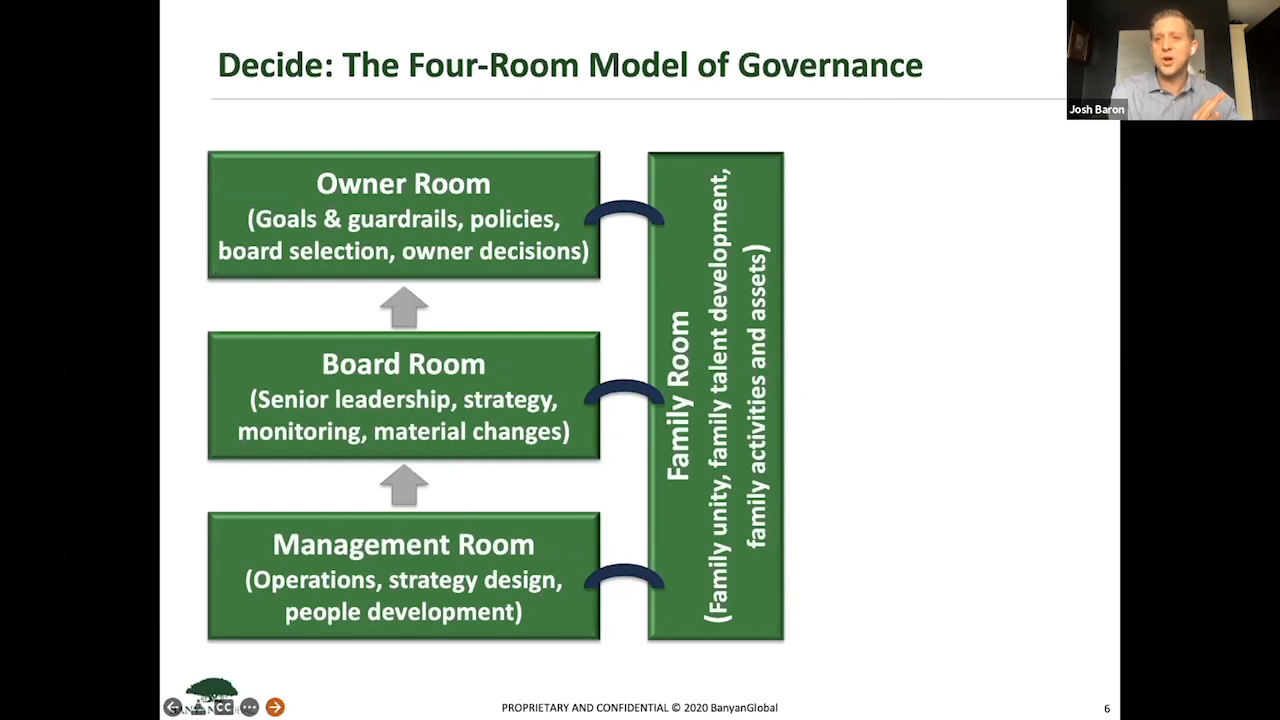 Decide: The Four-Room Model of Governance
Josh Baron
Owner Room
(Goals & guardrails, policies,
board selection, owner decisions)
Board Room
(Senior leadership, strategy,
monitoring, material changes)
Management Room
(Operations, strategy design,
people development)
Family Room
(Family unity, family talent development,
family activities and assets)
CC
PROPRIETARY AND CONFIDENTIAL © 2020 BanyanGlobal
6